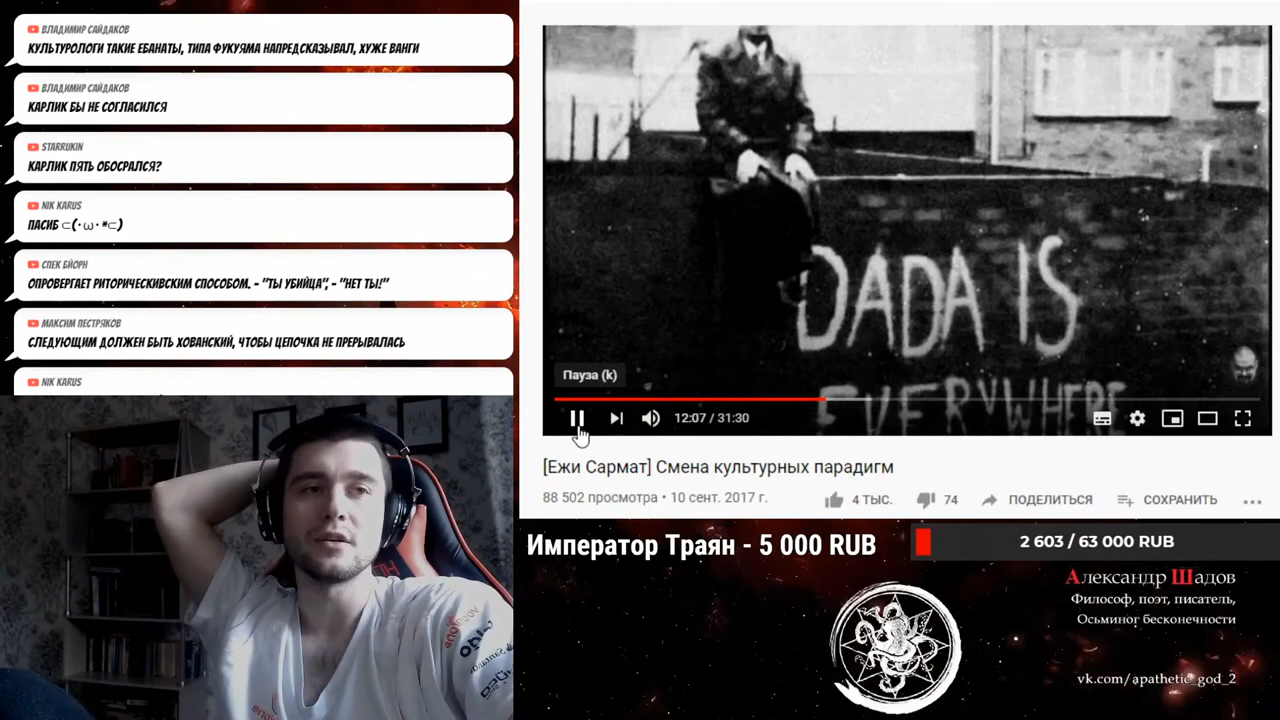 ВЛАДИМИР САЙДАКОВ
КУЛЬТУРОЛОГИ ТАКИЕ ЕБАНАТЫ, ТИПА ФУКУЯМА НАПРЕДСКАЗЫВАЛ, ХУЖЕ ВАНГИ
ВЛАДИМИР САЙДАКОВ
КАРЛИК БЫ НЕ СОГЛАСИЛСЯ
STARRUKIN
КАРЛИК ПЯТЬ ОБОСРАЛСЯ?
NIK KARUS
ПАСИБ ⊂(･ω･*⊂)
СПЕК БЙОРН
ОПРОВЕРГАЕТ РИТОРИЧЕСКИВСКИМ СПОСОБОМ. - "ТЫ УБИЙЦА", - "НЕТ ТЫ!"
МАКСИМ ПЕСТРЯКОВ
СЛЕДУЮЩИМ ДОЛЖЕН БЫТЬ ХОВАНСКИЙ, ЧТОБЫ ЦЕПОЧКА НЕ ПРЕРЫВАЛАСЬ
NIK KARUS
DADA IS
EVERYWHERE
Пауза (k)
12:07 / 31:30
[Ежи Сармат] Смена культурных парадигм
88 502 просмотра • 10 сент. 2017 г.
4 ТЫС.
74
ПОДЕЛИТЬСЯ
СОХРАНИТЬ
Император Траян - 5 000 RUB
2 603 / 63 000 RUB
Александр Шадов
Философ, поэт, писатель,
Осьминог бесконечности
vk.com/apathetic_god_2